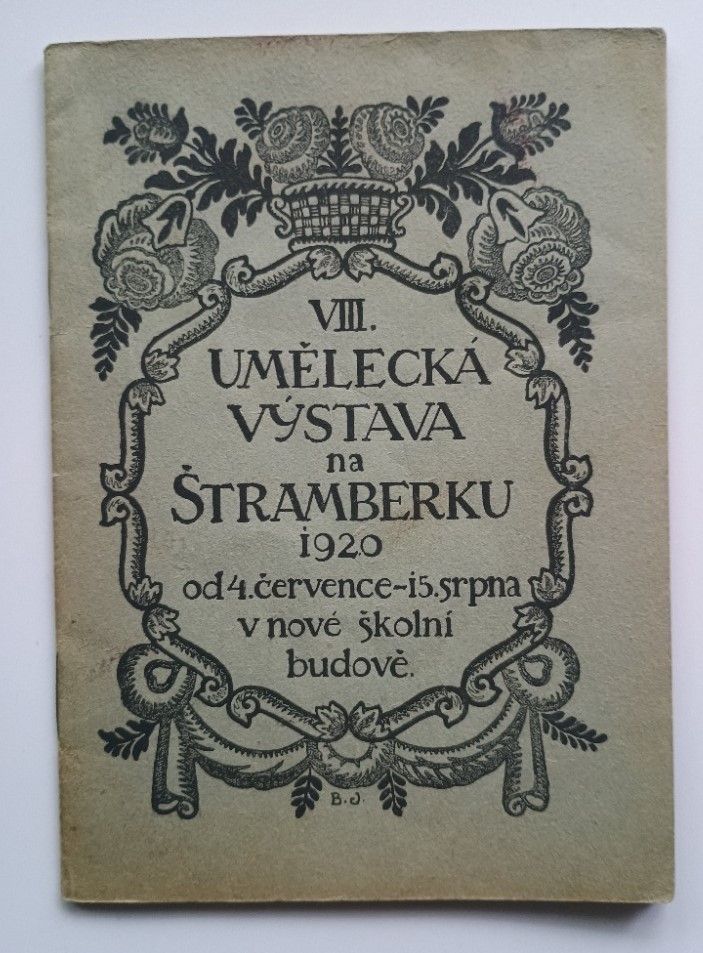 VIII.
UMĚLECKÁ
VÝSTAVA
na
ŠTRAMBERKU
1920
od 4. července - 15. srpna
v nové školní
budově.
B. J.